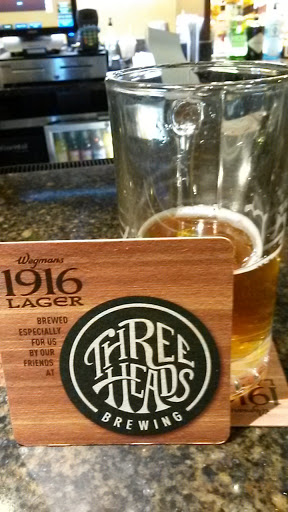 Wegmans
1916
LAGER
BREWED
ESPECIALLY
FOR US
BY OUR
FRIENDS
AT
THREE
HEADS
BREWING